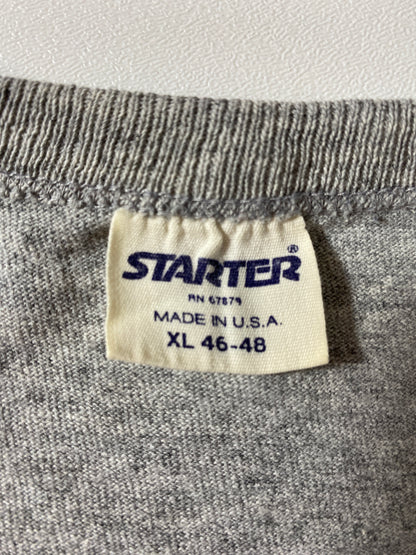 STARTER®
RN 67879
MADE IN U.S.A.
XL 46-48